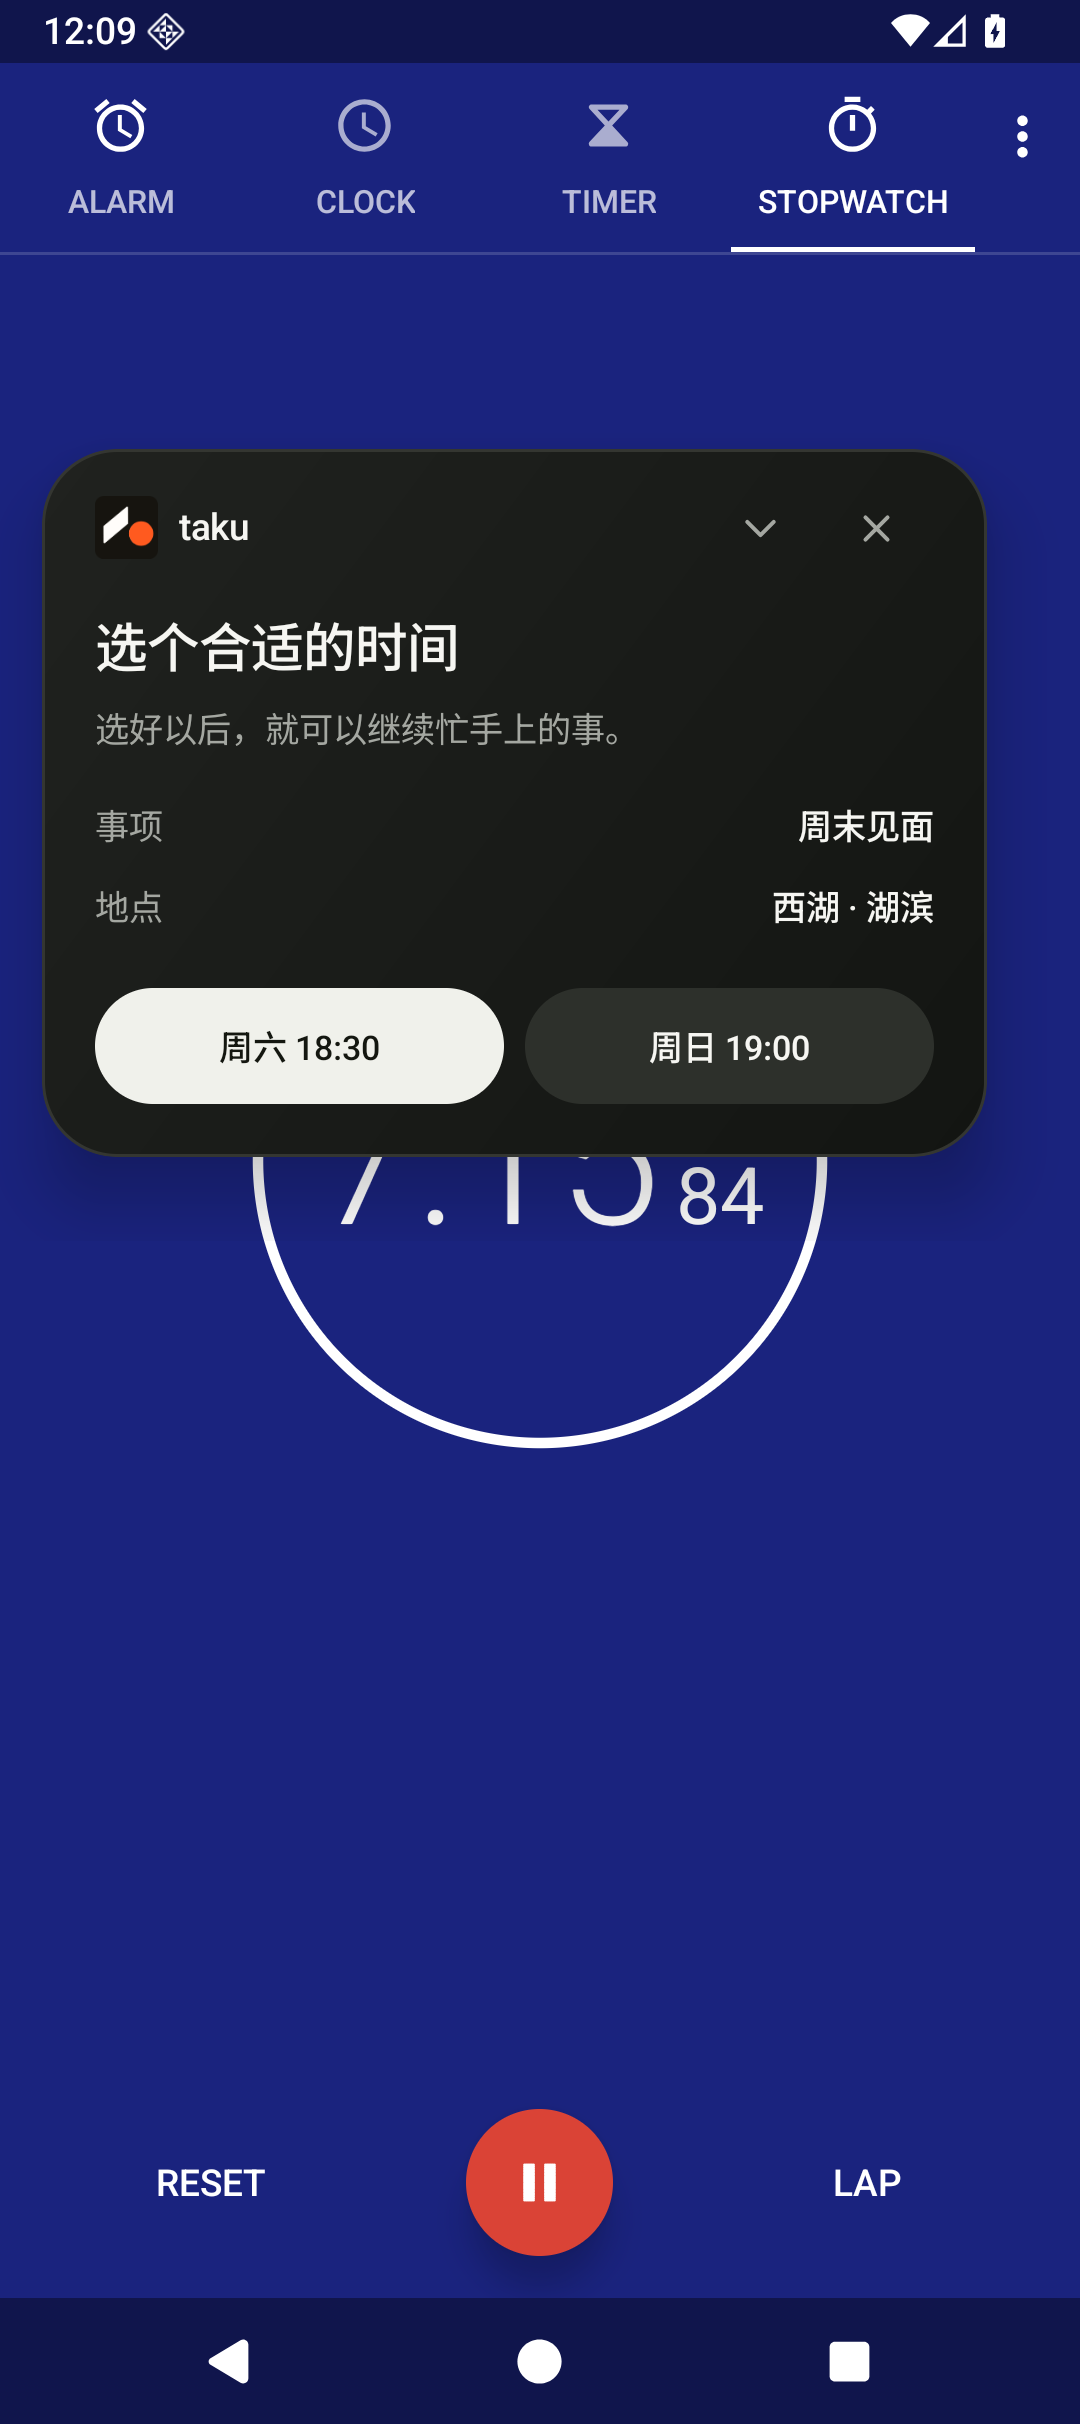 12:09
ALARM
CLOCK
TIMER
STOPWATCH
taku
选个合适的时间
选好以后，就可以继续忙手上的事。
事项 周末见面
地点 西湖 · 湖滨
周六 18:30
周日 19:00
84
RESET
LAP